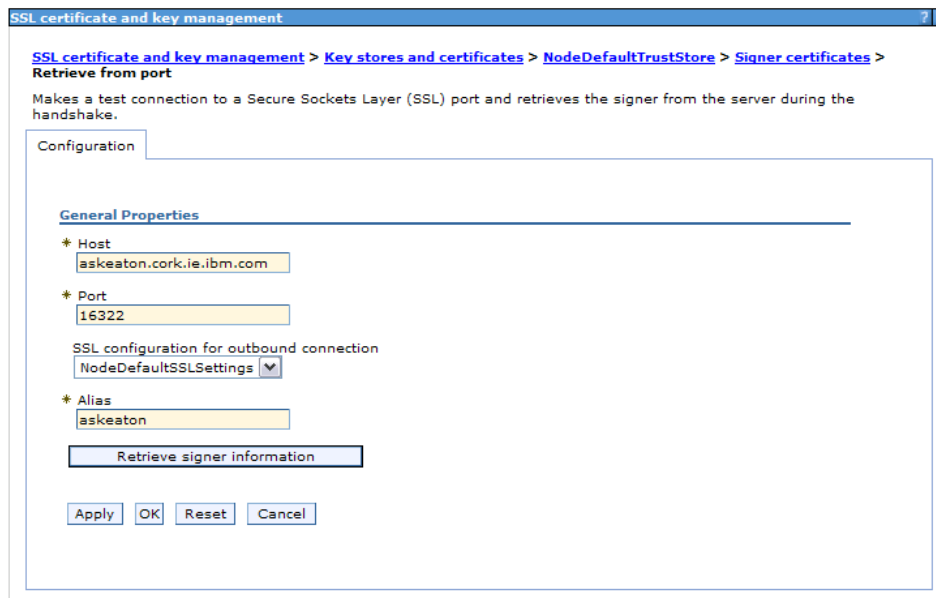 SSL certificate and key management ?
SSL certificate and key management > Key stores and certificates > NodeDefaultTrustStore > Signer certificates >
Retrieve from port
Makes a test connection to a Secure Sockets Layer (SSL) port and retrieves the signer from the server during the
handshake.
Configuration
General Properties
* Host
askeaton.cork.ie.ibm.com
* Port
16322
SSL configuration for outbound connection
NodeDefaultSSLSettings
* Alias
askeaton
Retrieve signer information
Apply OK Reset Cancel